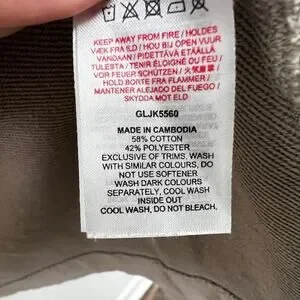 KEEP AWAY FROM FIRE / HOLDES
VÆK FRA ILD / HOU BIJ OPEN VUUR
VANDAAN / PIDETTÄVÄ ETÄÄLLÄ
TULESTA / TENIR ÉLOIGNÉ DU FEU /
VOR FEUER SCHÜTZEN /
HOLD BORTE FRA FLAMMER /
MANTENER ALEJADO DEL FUEGO /
SKYDDA MOT ELD
GLJK5560
MADE IN CAMBODIA
58% COTTON
42% POLYESTER
EXCLUSIVE OF TRIMS. WASH
WITH SIMILAR COLOURS. DO
NOT USE SOFTENER
WASH DARK COLOURS
SEPARATELY, COOL WASH
INSIDE OUT
COOL WASH, DO NOT BLEACH.